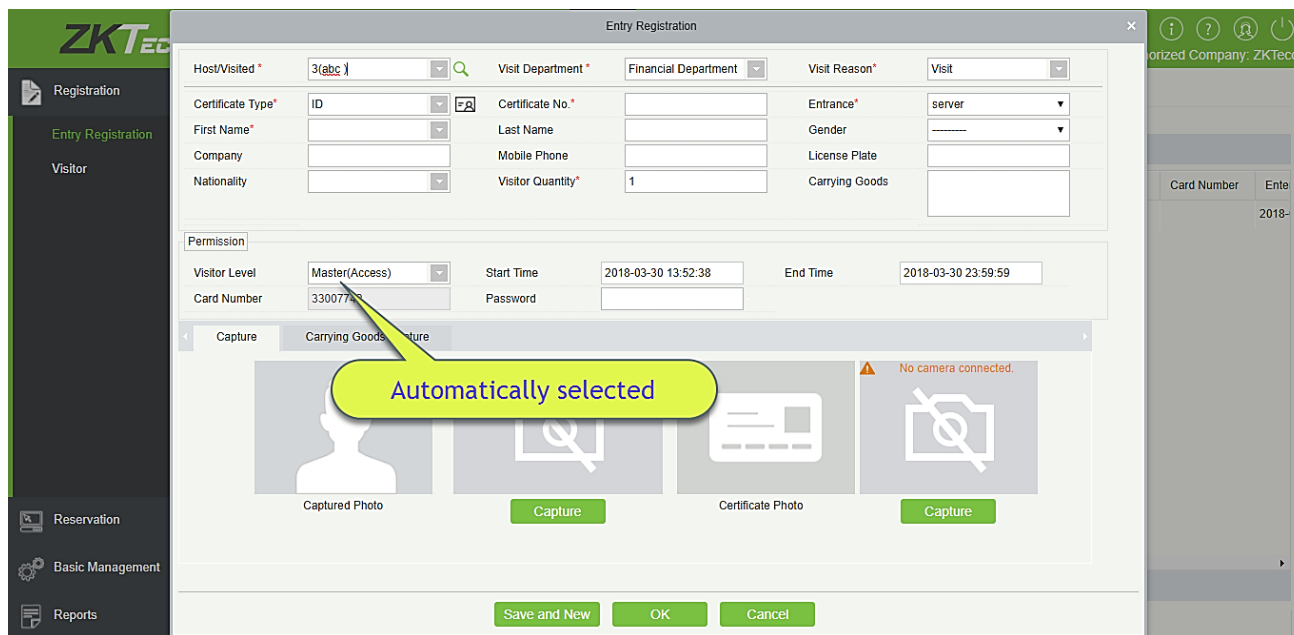 Entry Registration
ZKTec
orized Company: ZKTeco
Host/Visited * 3(abc ) Visit Department * Financial Department Visit Reason* Visit
Registration
Certificate Type* ID Certificate No.* Entrance* server
First Name* Last Name Gender ---------
Entry Registration
Company Mobile Phone License Plate
Visitor
Nationality Visitor Quantity* 1 Carrying Goods
Card Number Ente
2018-
Permission
Visitor Level Master(Access) Start Time 2018-03-30 13:52:38 End Time 2018-03-30 23:59:59
Card Number Password
Capture Carrying Goods
Automatically selected
No camera connected.
Captured Photo Capture Certificate Photo Capture
Reservation
Basic Management
Reports
Save and New OK Cancel